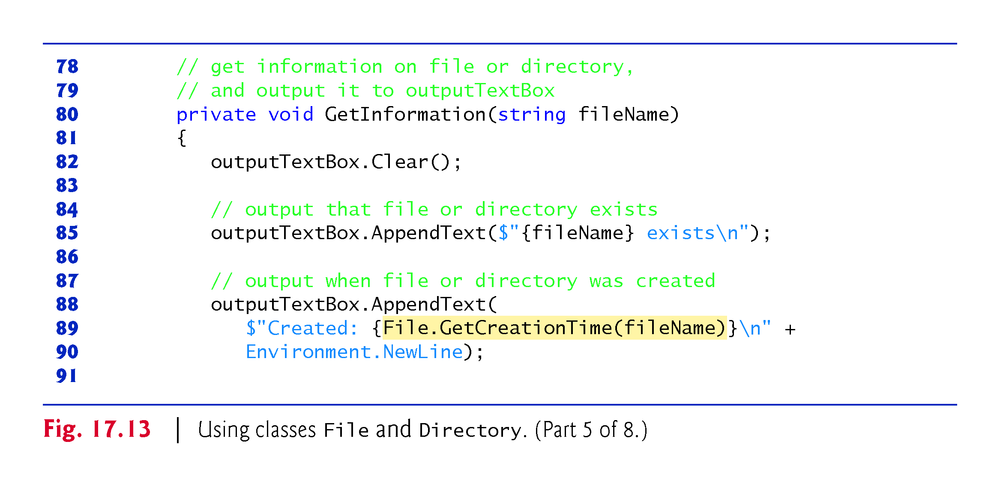 78 // get information on file or directory,
79 // and output it to outputTextBox
80 private void GetInformation(string fileName)
81 {
82 outputTextBox.Clear();
83
84 // output that file or directory exists
85 outputTextBox.AppendText($"{fileName} exists\n");
86
87 // output when file or directory was created
88 outputTextBox.AppendText(
89 $"Created: {File.GetCreationTime(fileName)}\n" +
90 Environment.NewLine);
91
Fig. 17.13 | Using classes File and Directory. (Part 5 of 8.)